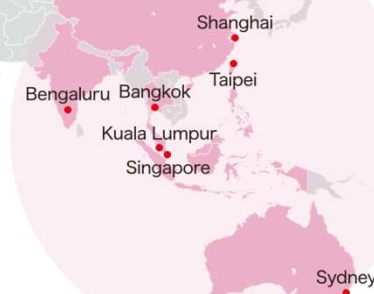 Shanghai
Taipei
Bengaluru
Bangkok
Kuala Lumpur
Singapore
Sydney